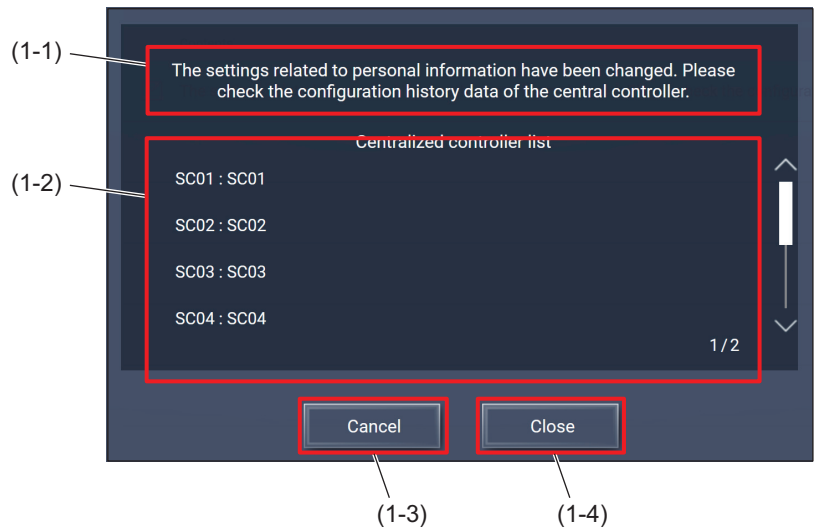 (1-1)
The settings related to personal information have been changed. Please
check the configuration history data of the central controller.
Centralized controller list
(1-2)
SC01 : SC01
SC02 : SC02
SC03 : SC03
SC04 : SC04
1 / 2
Cancel
Close
(1-3)
(1-4)